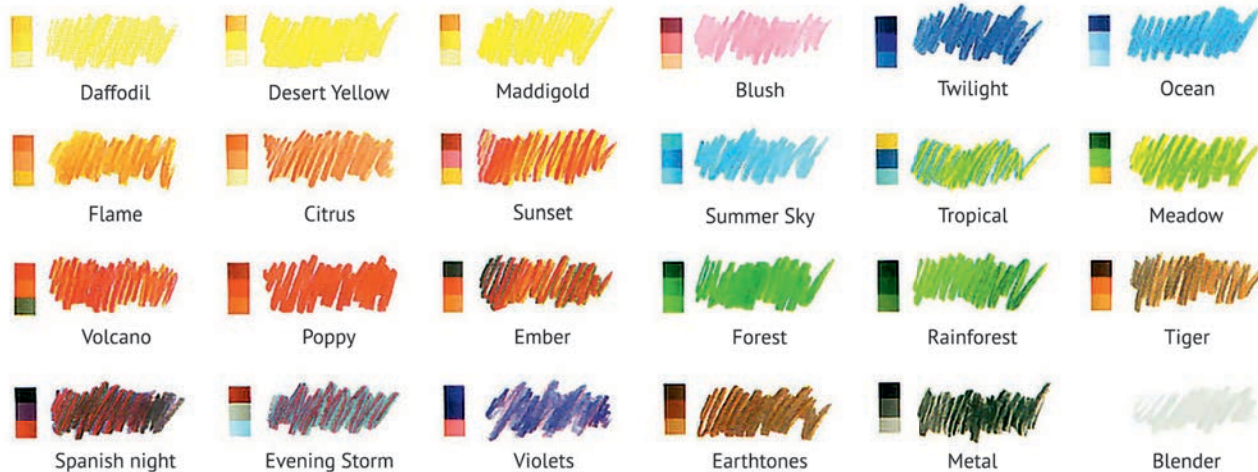 Daffodil
Desert Yellow
Maddigold
Blush
Twilight
Ocean
Flame
Citrus
Sunset
Summer Sky
Tropical
Meadow
Volcano
Poppy
Ember
Forest
Rainforest
Tiger
Spanish night
Evening Storm
Violets
Earthtones
Metal
Blender